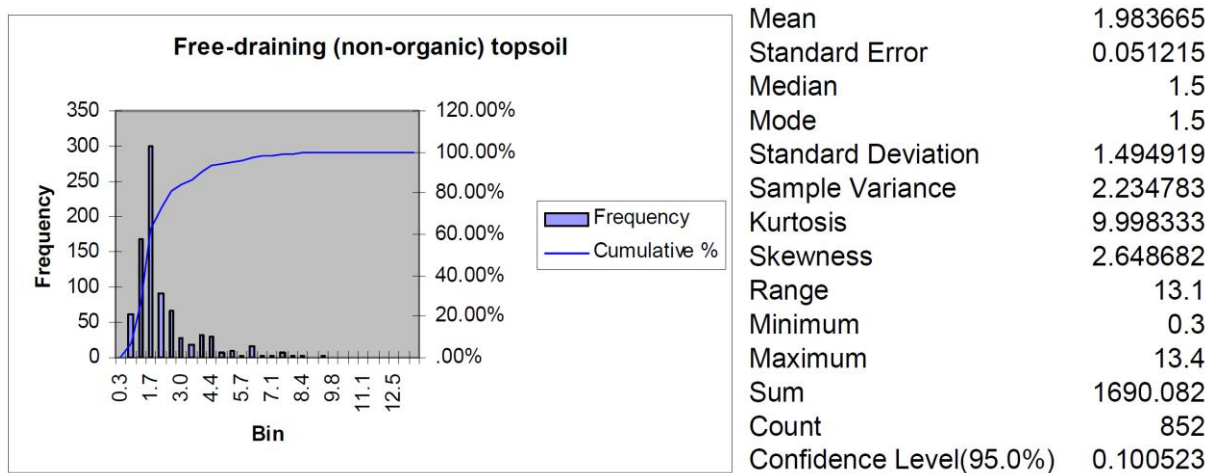 Free-draining (non-organic) topsoil
350
300
250
200
150
100
50
0
120.00%
100.00%
80.00%
60.00%
40.00%
20.00%
.00%
Frequency
0.3
1.7
3.0
4.4
5.7
7.1
8.4
9.8
11.1
12.5
Bin
Frequency
Cumulative %
Mean 1.983665
Standard Error 0.051215
Median 1.5
Mode 1.5
Standard Deviation 1.494919
Sample Variance 2.234783
Kurtosis 9.998333
Skewness 2.648682
Range 13.1
Minimum 0.3
Maximum 13.4
Sum 1690.082
Count 852
Confidence Level(95.0%) 0.100523